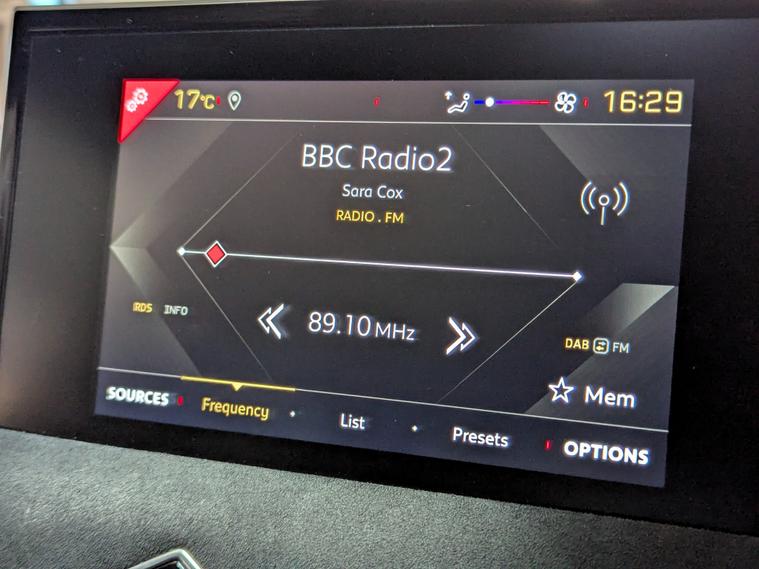 17°C 16:29
BBC Radio2
Sara Cox
RADIO . FM
RDS INFO
89.10 MHz
DAB FM
Mem
SOURCES Frequency List Presets OPTIONS